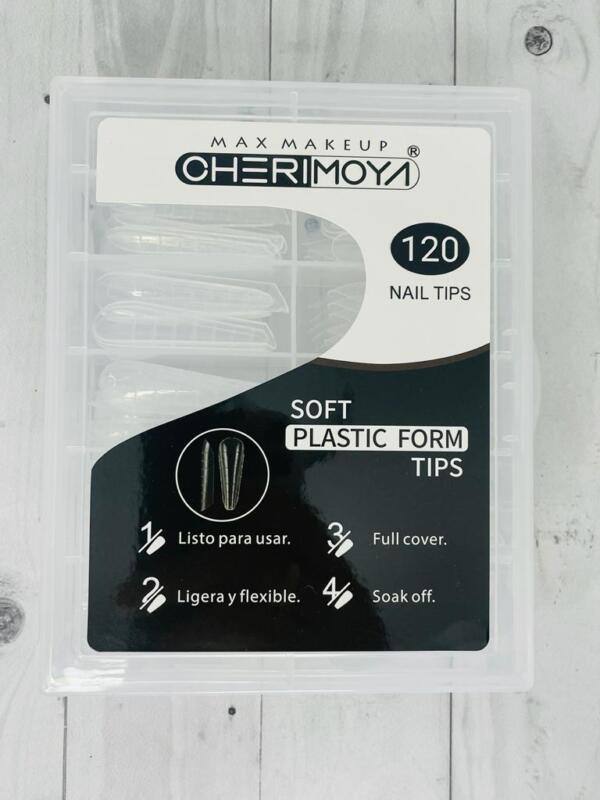 MAX MAKEUP
CHERIMOYA®
120
NAIL TIPS
SOFT
PLASTIC FORM
TIPS
1 Listo para usar.
3 Full cover.
2 Ligera y flexible.
4 Soak off.